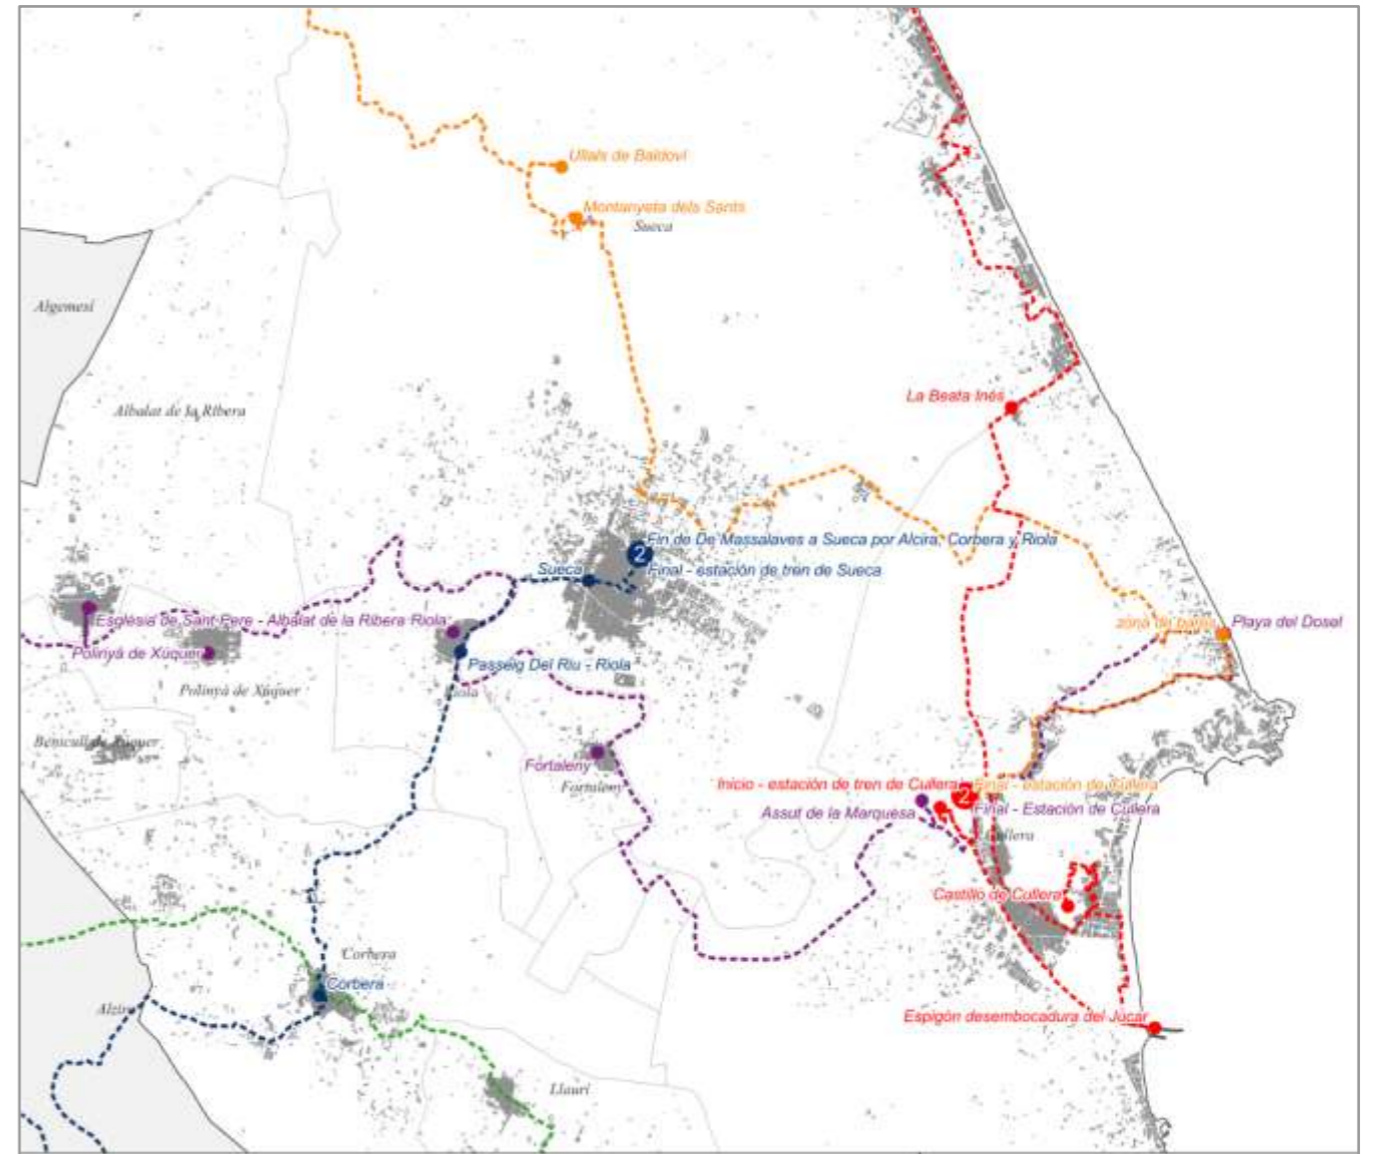 Ullals de Baldoví
Montanyeta dels Sants
Sueca
Algemesí
La Beata Inés
Albalat de la Ribera
2
Fin de De Massalaves a Sueca por Alcira, Corbera y Riola
Sueca
Final - estación de tren de Sueca
Església de Sant Pere - Albalat de la Ribera
Riola
zona de baño
Playa del Dosel
Polinyà de Xúquer
Passeig Del Riu - Riola
Polinyà de Xúquer
Riola
Benicull de Xúquer
Fortaleny
Fortaleny
Inicio - estación de tren de Cullera
2
Final - estación de Cullera
Assut de la Marquesa
Final - Estación de Cullera
Cullera
Castillo de Cullera
Corbera
Corbera
Alzira
Espigón desembocadura del Júcar
Llaurí